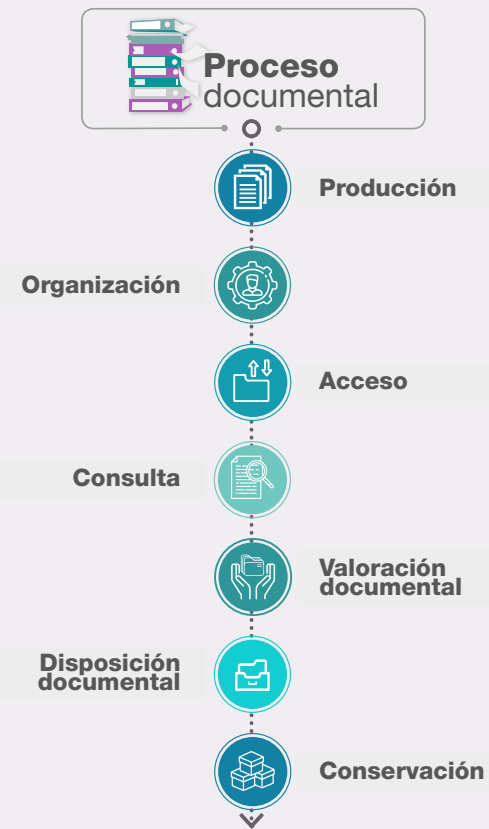 Proceso
documental
Producción
Organización
Acceso
Consulta
Valoración
documental
Disposición
documental
Conservación